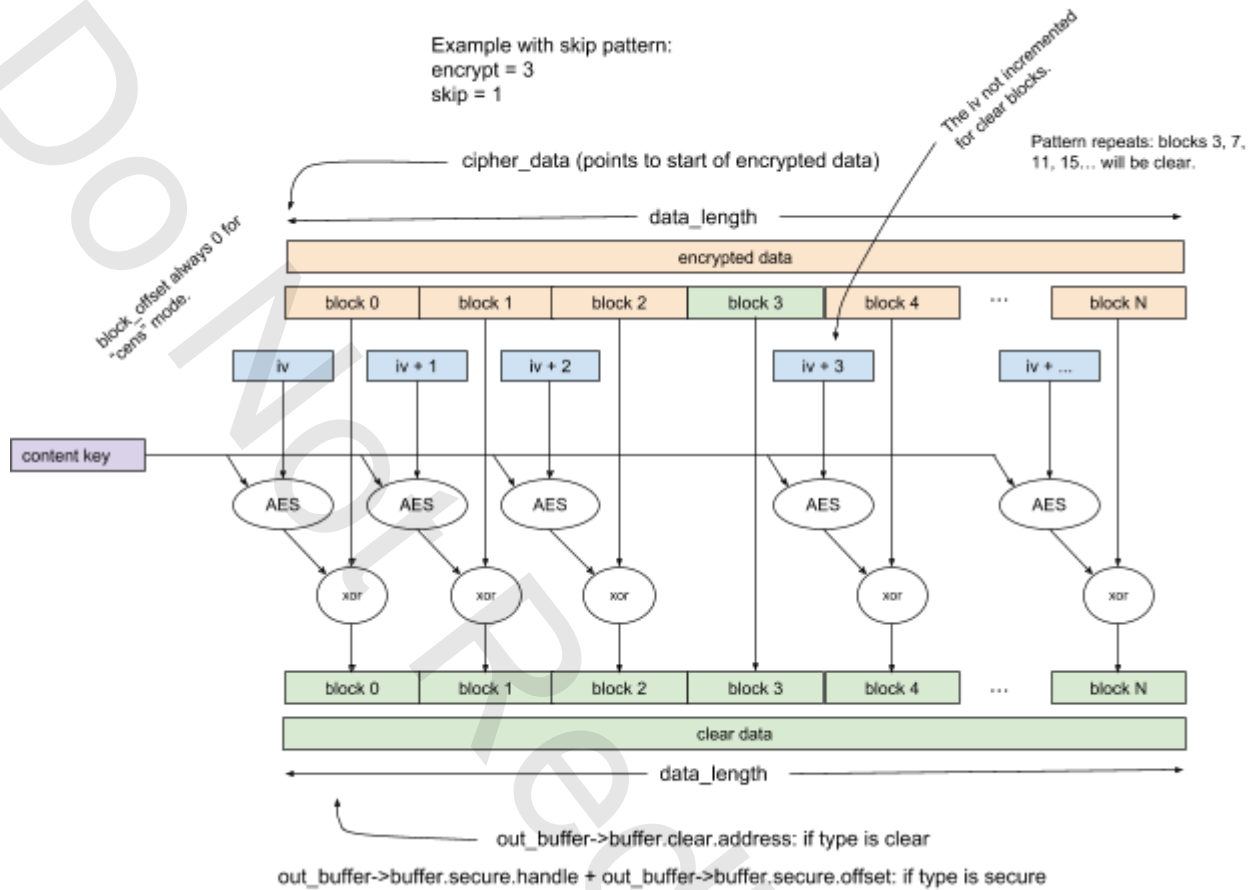 Example with skip pattern:
encrypt = 3
skip = 1
The iv not incremented
for clear blocks.
Pattern repeats: blocks 3, 7,
11, 15… will be clear.
cipher_data (points to start of encrypted data)
block_offset always 0 for
"cens" mode.
data_length
encrypted data
block 0 block 1 block 2 block 3 block 4 ... block N
iv iv + 1 iv + 2 iv + 3 iv + ...
content key
AES AES AES AES AES
xor xor xor xor xor
block 0 block 1 block 2 block 3 block 4 ... block N
clear data
data_length
out_buffer->buffer.clear.address: if type is clear
out_buffer->buffer.secure.handle + out_buffer->buffer.secure.offset: if type is secure
Do Not